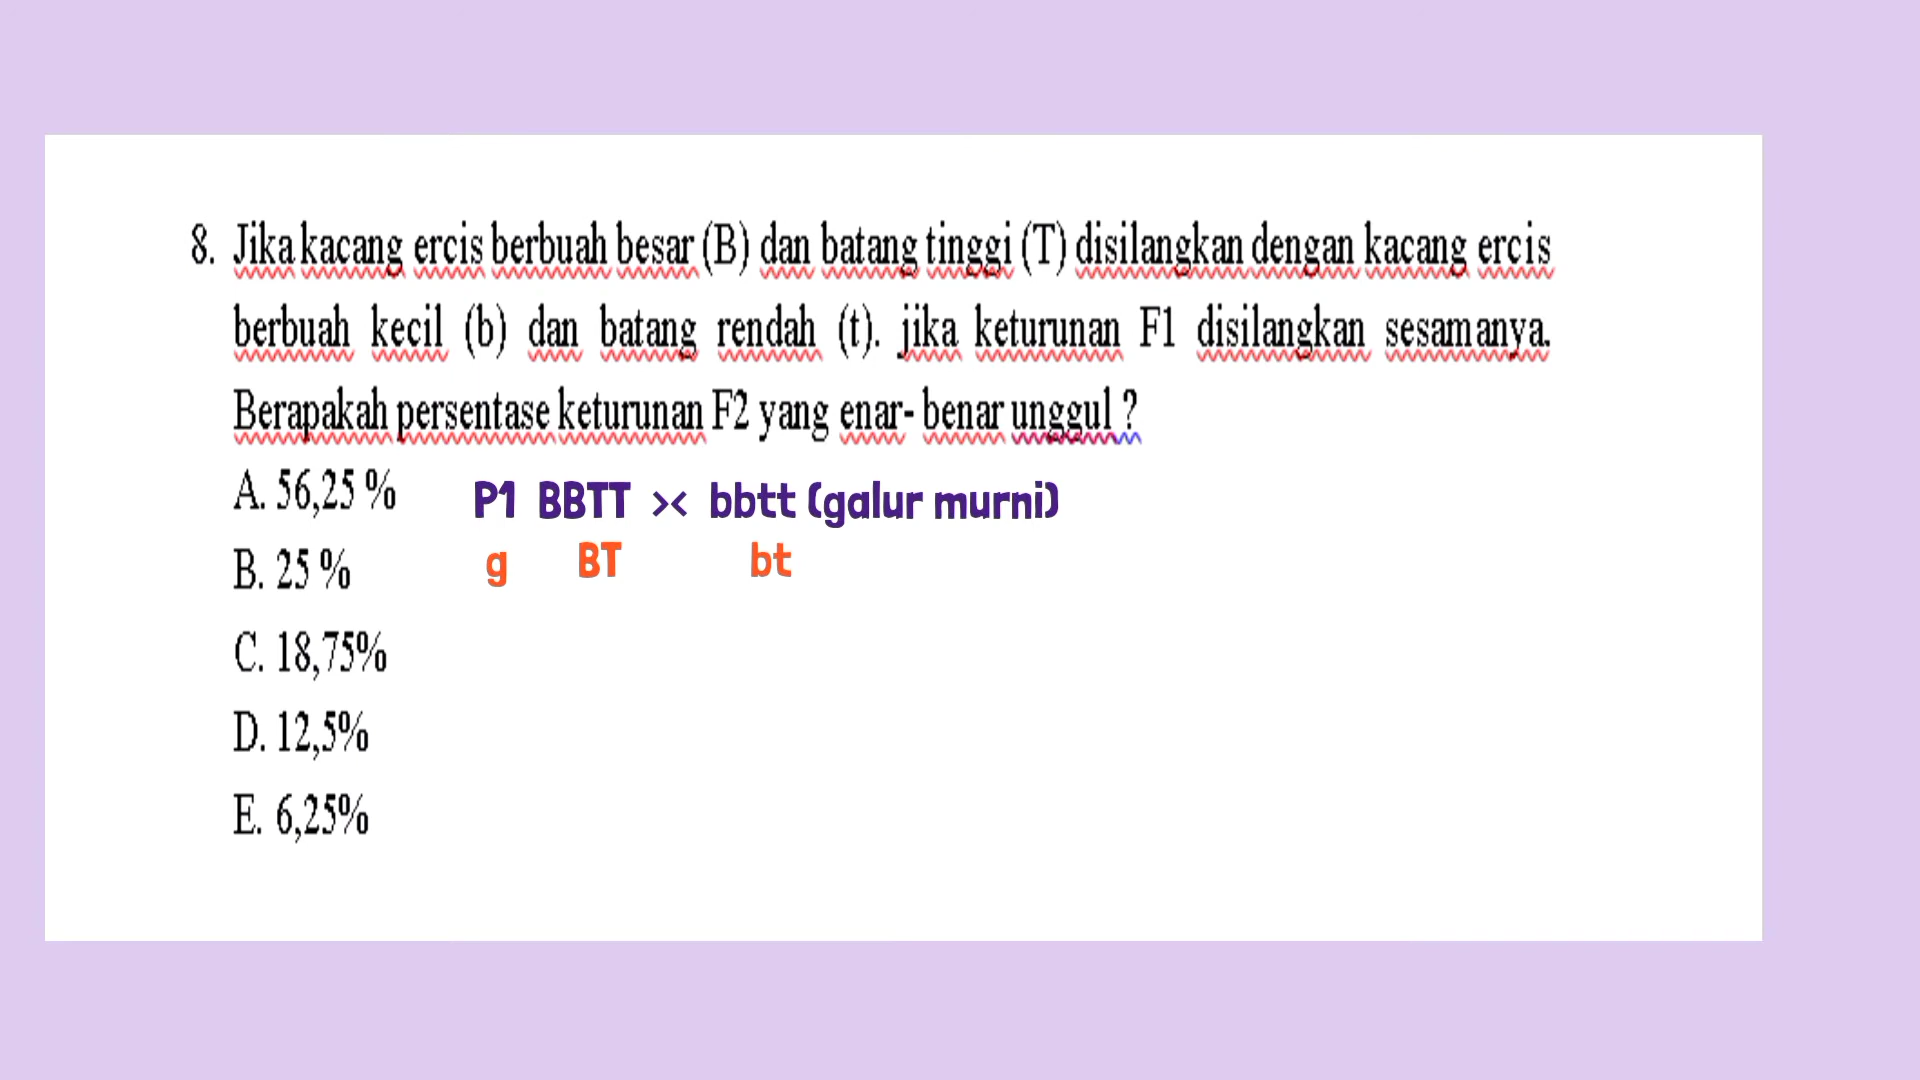 8. Jika kacang ercis berbuah besar (B) dan batang tinggi (T) disilangkan dengan kacang ercis
berbuah kecil (b) dan batang rendah (t). jika keturunan F1 disilangkan sesamanya.
Berapakah persentase keturunan F2 yang enar- benar unggul ?
A. 56,25 %
P1 BBTT >< bbtt (galur murni)
g BT bt
B. 25 %
C. 18,75%
D. 12,5%
E. 6,25%